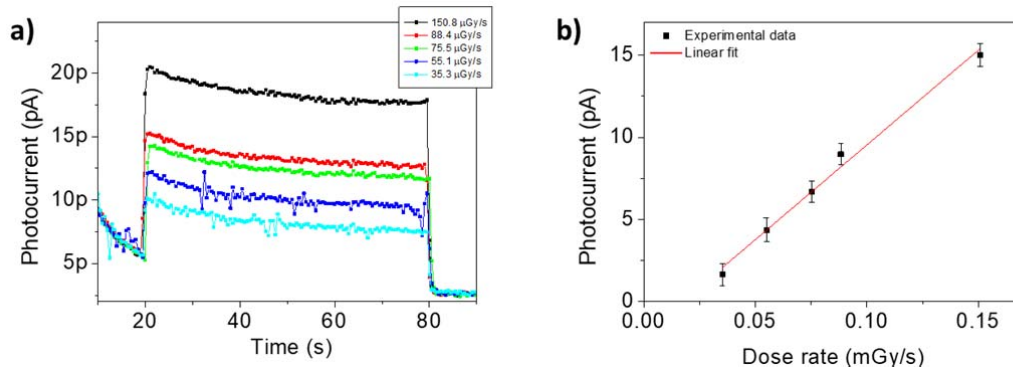 a)
150.8 μGy/s
88.4 μGy/s
75.5 μGy/s
55.1 μGy/s
35.3 μGy/s
20p
15p
10p
5p
Photocurrent (pA)
20
40
60
80
Time (s)
b)
Experimental data
Linear fit
15
10
5
0
Photocurrent (pA)
0.00
0.05
0.10
0.15
Dose rate (mGy/s)